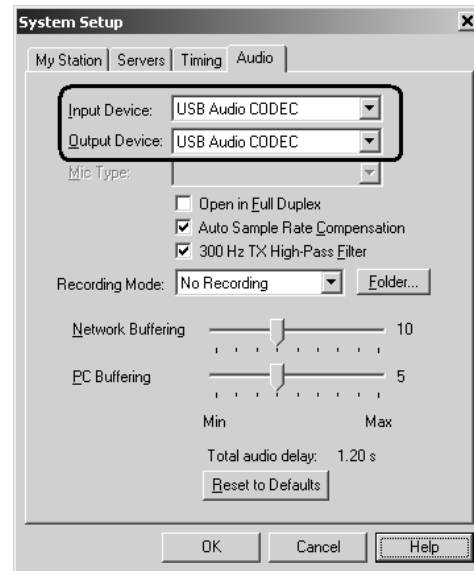 System Setup
My Station Servers Timing Audio
Input Device: USB Audio CODEC
Output Device: USB Audio CODEC
Mic Type:
Open in Full Duplex
Auto Sample Rate Compensation
300 Hz TX High-Pass Filter
Recording Mode: No Recording Folder...
Network Buffering 10
PC Buffering 5
Min Max
Total audio delay: 1.20 s
Reset to Defaults
OK Cancel Help